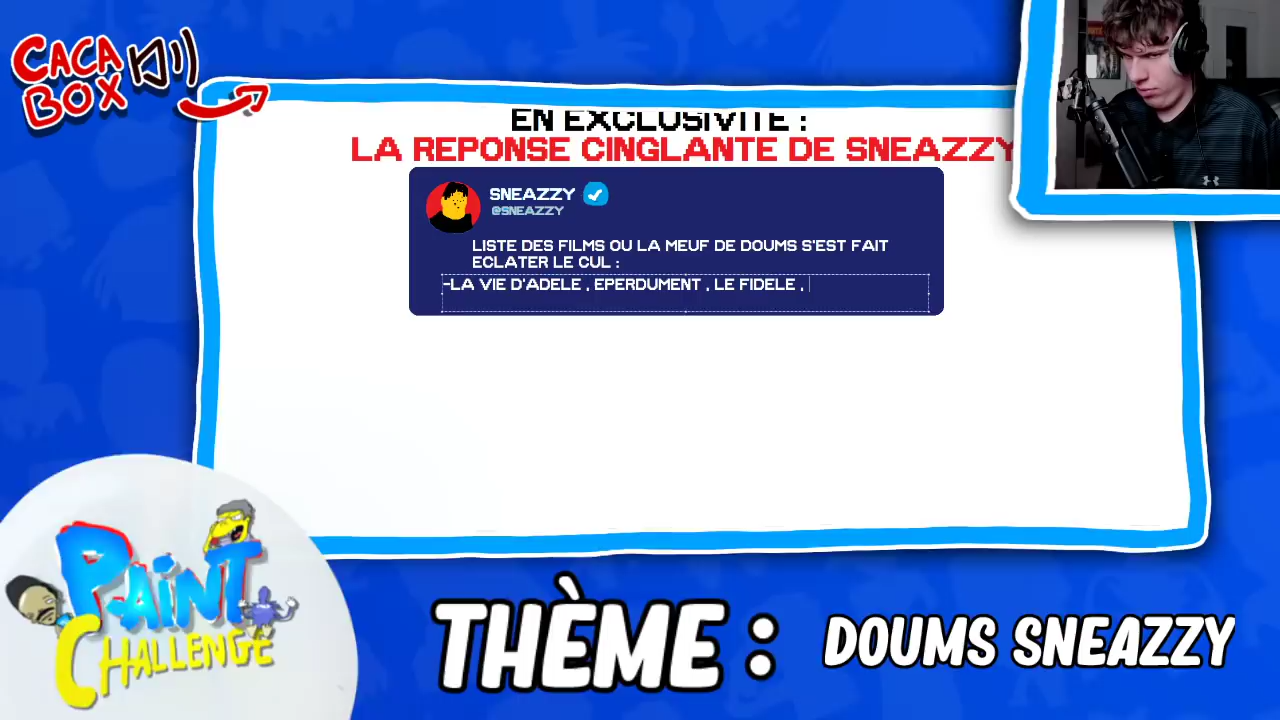 CACA
BOX
EN EXCLUSIVITE :
LA REPONSE CINGLANTE DE SNEAZZY
SNEAZZY
@SNEAZZY
LISTE DES FILMS OU LA MEUF DE DOUMS S'EST FAIT
ECLATER LE CUL :
-LA VIE D'ADELE , EPERDUMENT , LE FIDELE ,
PAINT
CHALLENGE
THÈME :
DOUMS SNEAZZY